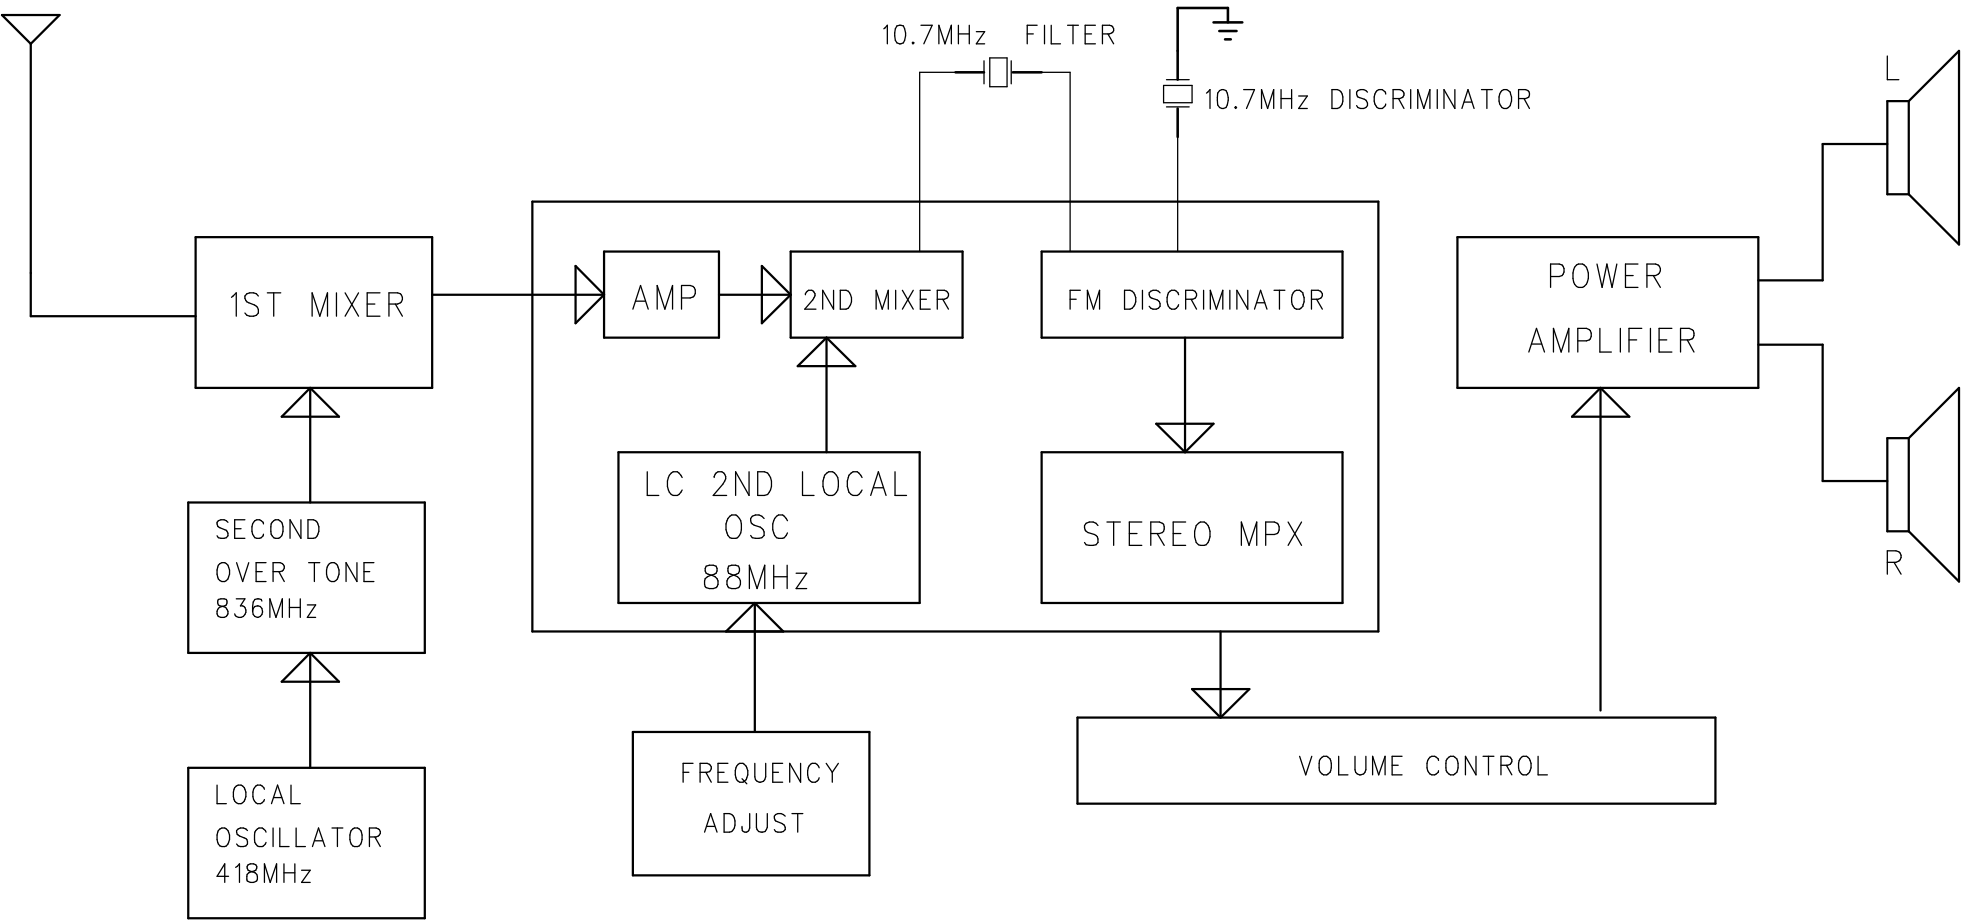 10.7MHz FILTER
10.7MHz DISCRIMINATOR
L
1ST MIXER
AMP
2ND MIXER
FM DISCRIMINATOR
POWER
AMPLIFIER
SECOND
OVER TONE
836MHz
LC 2ND LOCAL
OSC
88MHz
STEREO MPX
R
LOCAL
OSCILLATOR
418MHz
FREQUENCY
ADJUST
VOLUME CONTROL